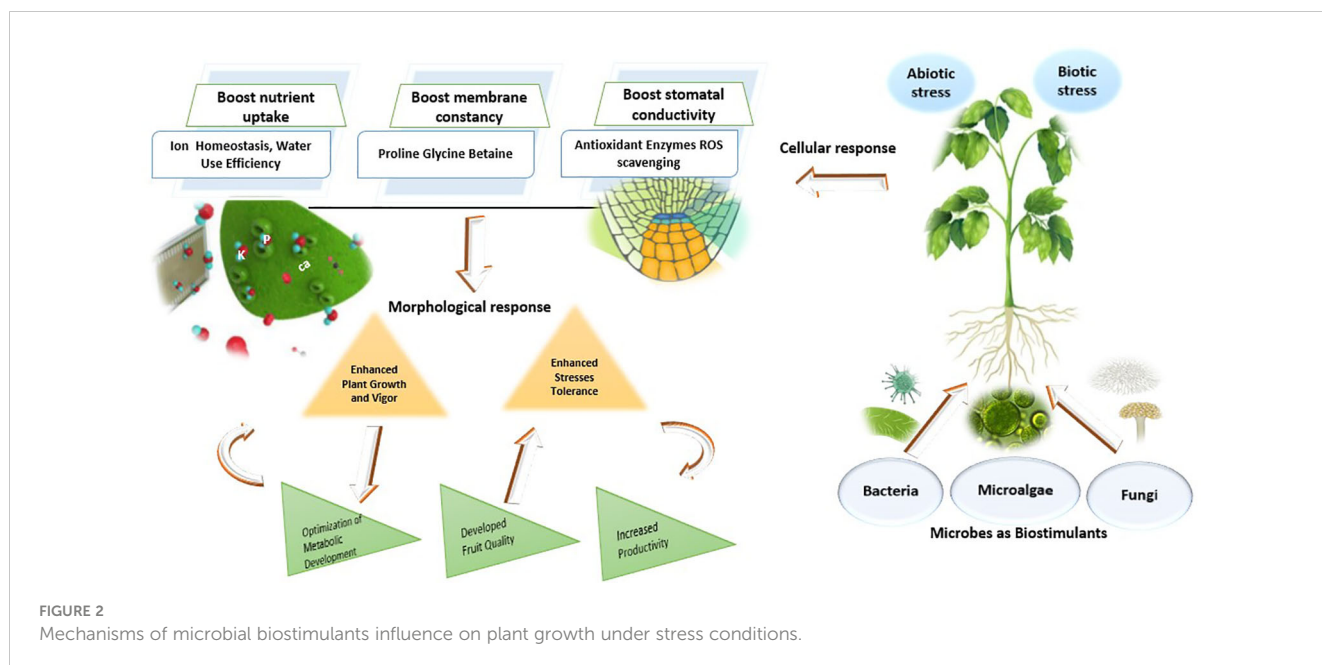 Boost nutrient
uptake
Ion Homeostasis, Water
Use Efficiency
Boost membrane
constancy
Proline Glycine Betaine
Boost stomatal
conductivity
Antioxidant Enzymes ROS
scavenging
Cellular response
Abiotic
stress
Biotic
stress
K
P
ca
Morphological response
Enhanced
Plant Growth
and Vigor
Enhanced
Stresses
Tolerance
Optimization of
Metabolic
Development
Developed
Fruit Quality
Increased
Productivity
Bacteria
Microalgae
Fungi
Microbes as Biostimulants
FIGURE 2
Mechanisms of microbial biostimulants influence on plant growth under stress conditions.